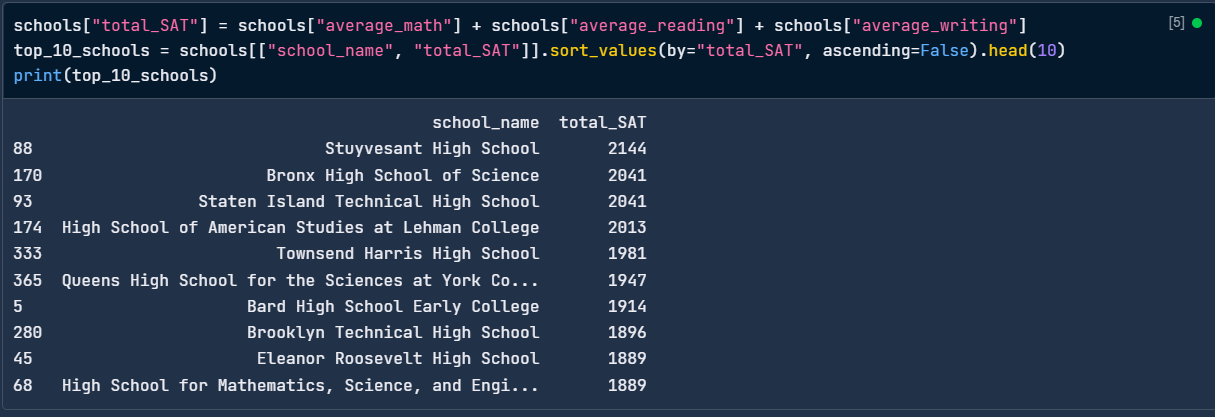 schools["total_SAT"] = schools["average_math"] + schools["average_reading"] + schools["average_writing"]
[5]
top_10_schools = schools[["school_name", "total_SAT"]].sort_values(by="total_SAT", ascending=False).head(10)
print(top_10_schools)
school_name total_SAT
88 Stuyvesant High School 2144
170 Bronx High School of Science 2041
93 Staten Island Technical High School 2041
174 High School of American Studies at Lehman College 2013
333 Townsend Harris High School 1981
365 Queens High School for the Sciences at York Co... 1947
5 Bard High School Early College 1914
280 Brooklyn Technical High School 1896
45 Eleanor Roosevelt High School 1889
68 High School for Mathematics, Science, and Engi... 1889